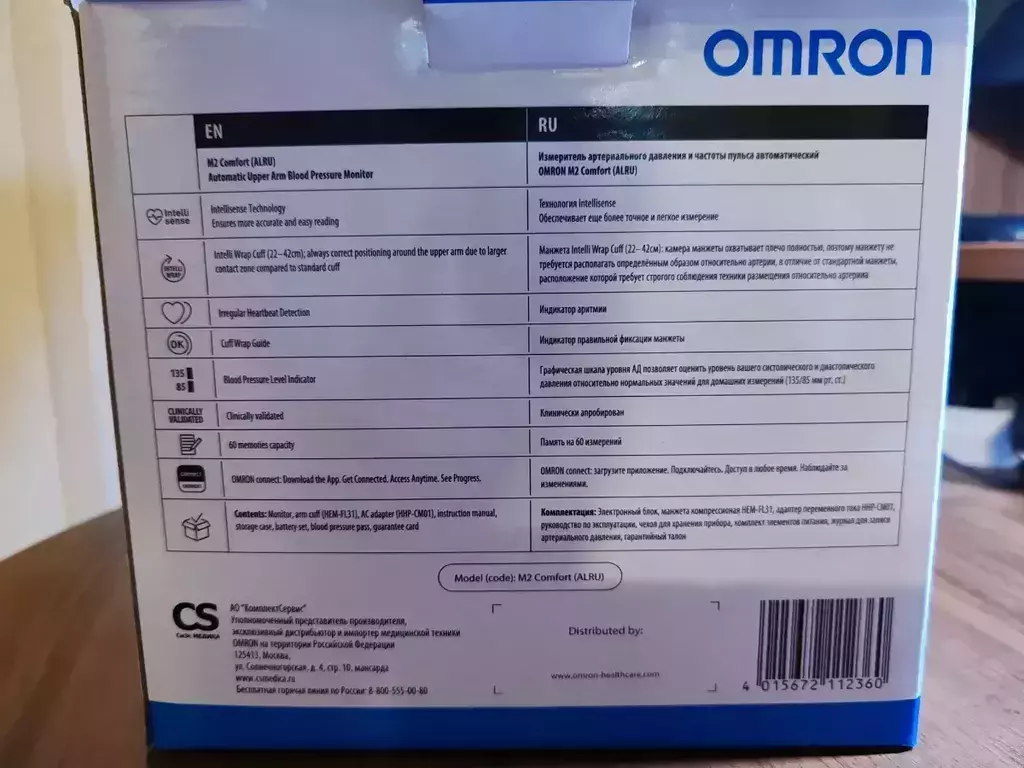 OMRON
EN
RU
M2 Comfort (ALRU)
Automatic Upper Arm Blood Pressure Monitor
Измеритель артериального давления и частоты пульса автоматический
OMRON M2 Comfort (ALRU)
Intelli
sense
Intellisense Technology
Ensures more accurate and easy reading
Технология Intellisense
Обеспечивает еще более точное и легкое измерение
INTELLI
WRAP
Intelli Wrap Cuff (22–42cm); always correct positioning around the upper arm due to larger
contact zone compared to standard cuff
Манжета Intelli Wrap Cuff (22–42см): камера манжеты охватывает плечо полностью, поэтому манжету не
требуется располагать определённым образом относительно артерии, в отличие от стандартной манжеты,
расположение которой требует строгого соблюдения техники размещения относительно артерии
Irregular Heartbeat Detection
Индикатор аритмии
OK
Cuff Wrap Guide
Индикатор правильной фиксации манжеты
135
85
Blood Pressure Level Indicator
Графическая шкала уровня АД позволяет оценить уровень вашего систолического и диастолического
давления относительно нормальных значений для домашних измерений (135/85 мм рт. ст.)
CLINICALLY
VALIDATED
Clinically validated
Клинически апробирован
60 memories capacity
Память на 60 измерений
CONNECT
OMRON connect: Download the App. Get Connected. Access Anytime. See Progress.
OMRON connect: загрузите приложение. Подключайтесь. Доступ в любое время. Наблюдайте за
изменениями.
Contents: Monitor, arm cuff (HEM-FL31), AC adapter (HHP-CM01), instruction manual,
storage case, battery set, blood pressure pass, guarantee card
Комплектация: Электронный блок, манжета компрессионная HEM-FL31, адаптер переменного тока HHP-CM01,
руководство по эксплуатации, чехол для хранения прибора, комплект элементов питания, журнал для записи
артериального давления, гарантийный талон
Model (code): M2 Comfort (ALRU)
CS
СиЭс МЕДИКА
АО "КомплектСервис"
Уполномоченный представитель производителя,
эксклюзивный дистрибьютор и импортер медицинской техники
OMRON на территории Российской Федерации
125413, Москва,
ул. Солнечногорская, д. 4, стр. 10, мансарда
www.csmedica.ru
Бесплатная горячая линия по России: 8-800-555-00-80
Distributed by:
www.omron-healthcare.com
4 015672 112360